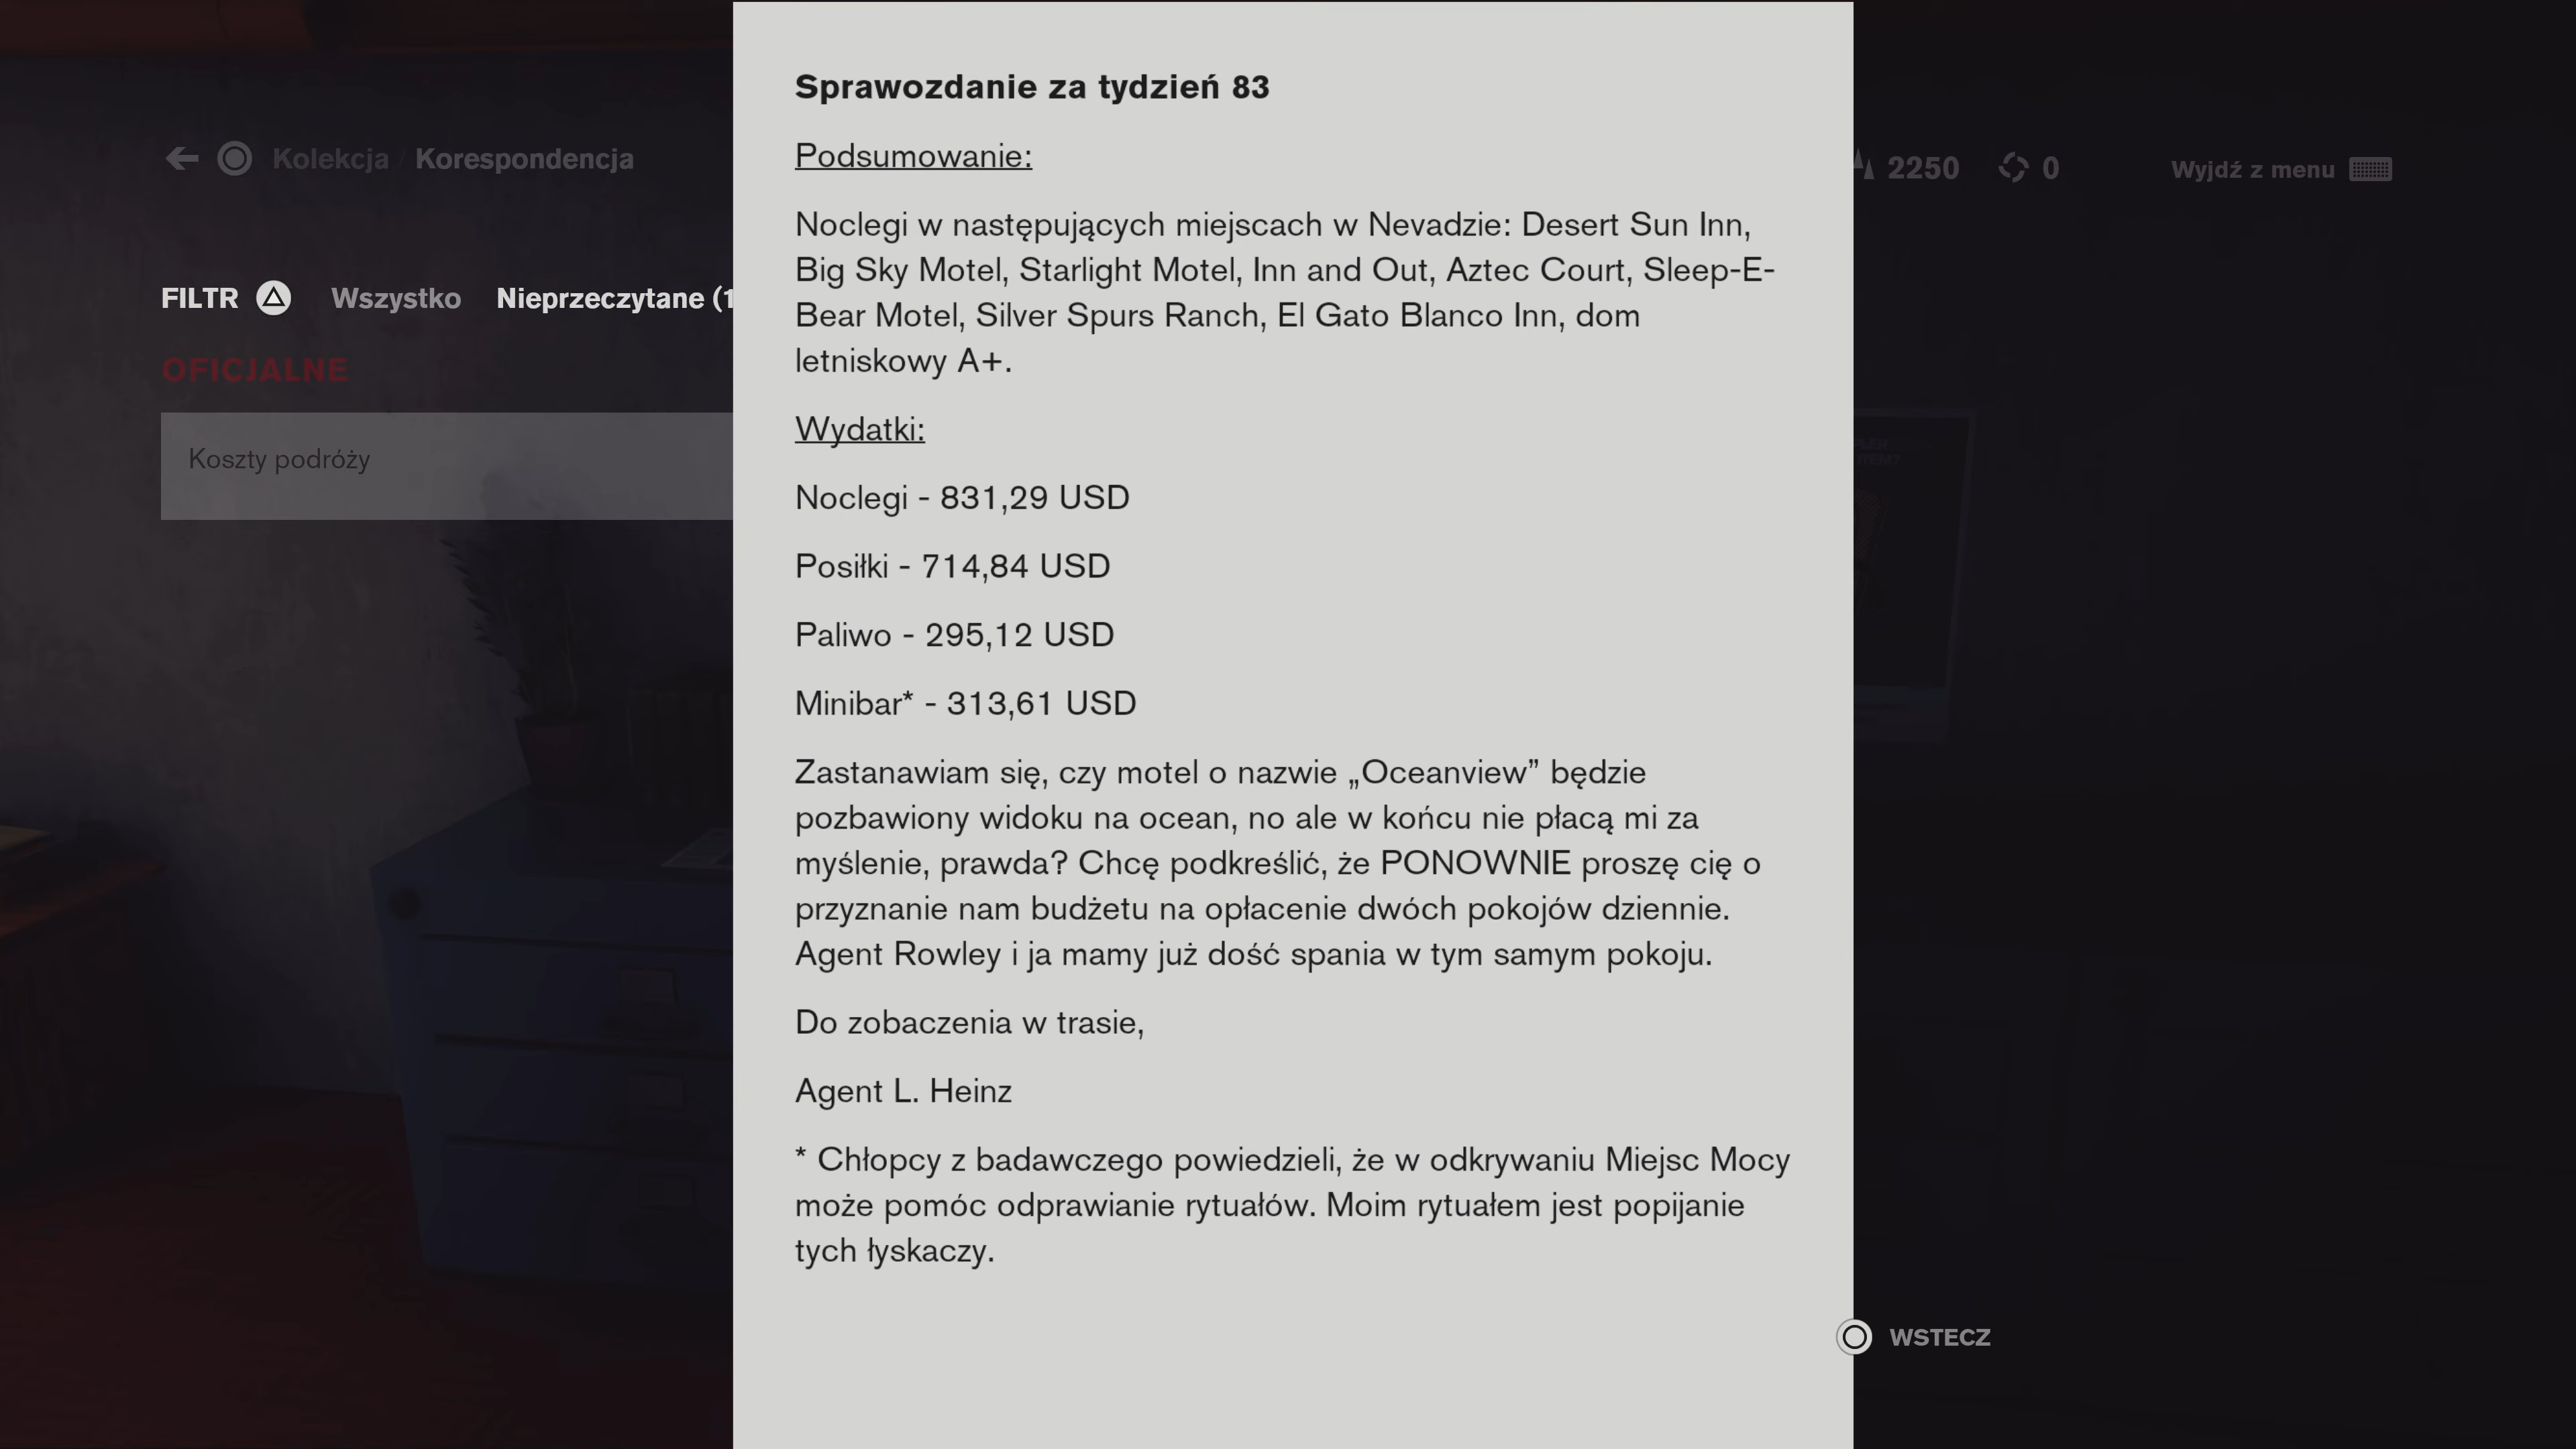 Kolekcja / Korespondencja
2250 0 Wyjdź z menu
FILTR Wszystko Nieprzeczytane (1
OFICJALNE
Koszty podróży
Sprawozdanie za tydzień 83
Podsumowanie:
Noclegi w następujących miejscach w Nevadzie: Desert Sun Inn,
Big Sky Motel, Starlight Motel, Inn and Out, Aztec Court, Sleep-E-
Bear Motel, Silver Spurs Ranch, El Gato Blanco Inn, dom
letniskowy A+.
Wydatki:
Noclegi - 831,29 USD
Posiłki - 714,84 USD
Paliwo - 295,12 USD
Minibar* - 313,61 USD
Zastanawiam się, czy motel o nazwie „Oceanview” będzie
pozbawiony widoku na ocean, no ale w końcu nie płacą mi za
myślenie, prawda? Chcę podkreślić, że PONOWNIE proszę cię o
przyznanie nam budżetu na opłacenie dwóch pokojów dziennie.
Agent Rowley i ja mamy już dość spania w tym samym pokoju.
Do zobaczenia w trasie,
Agent L. Heinz
* Chłopcy z badawczego powiedzieli, że w odkrywaniu Miejsc Mocy
może pomóc odprawianie rytuałów. Moim rytuałem jest popijanie
tych łyskaczy.
WSTECZ